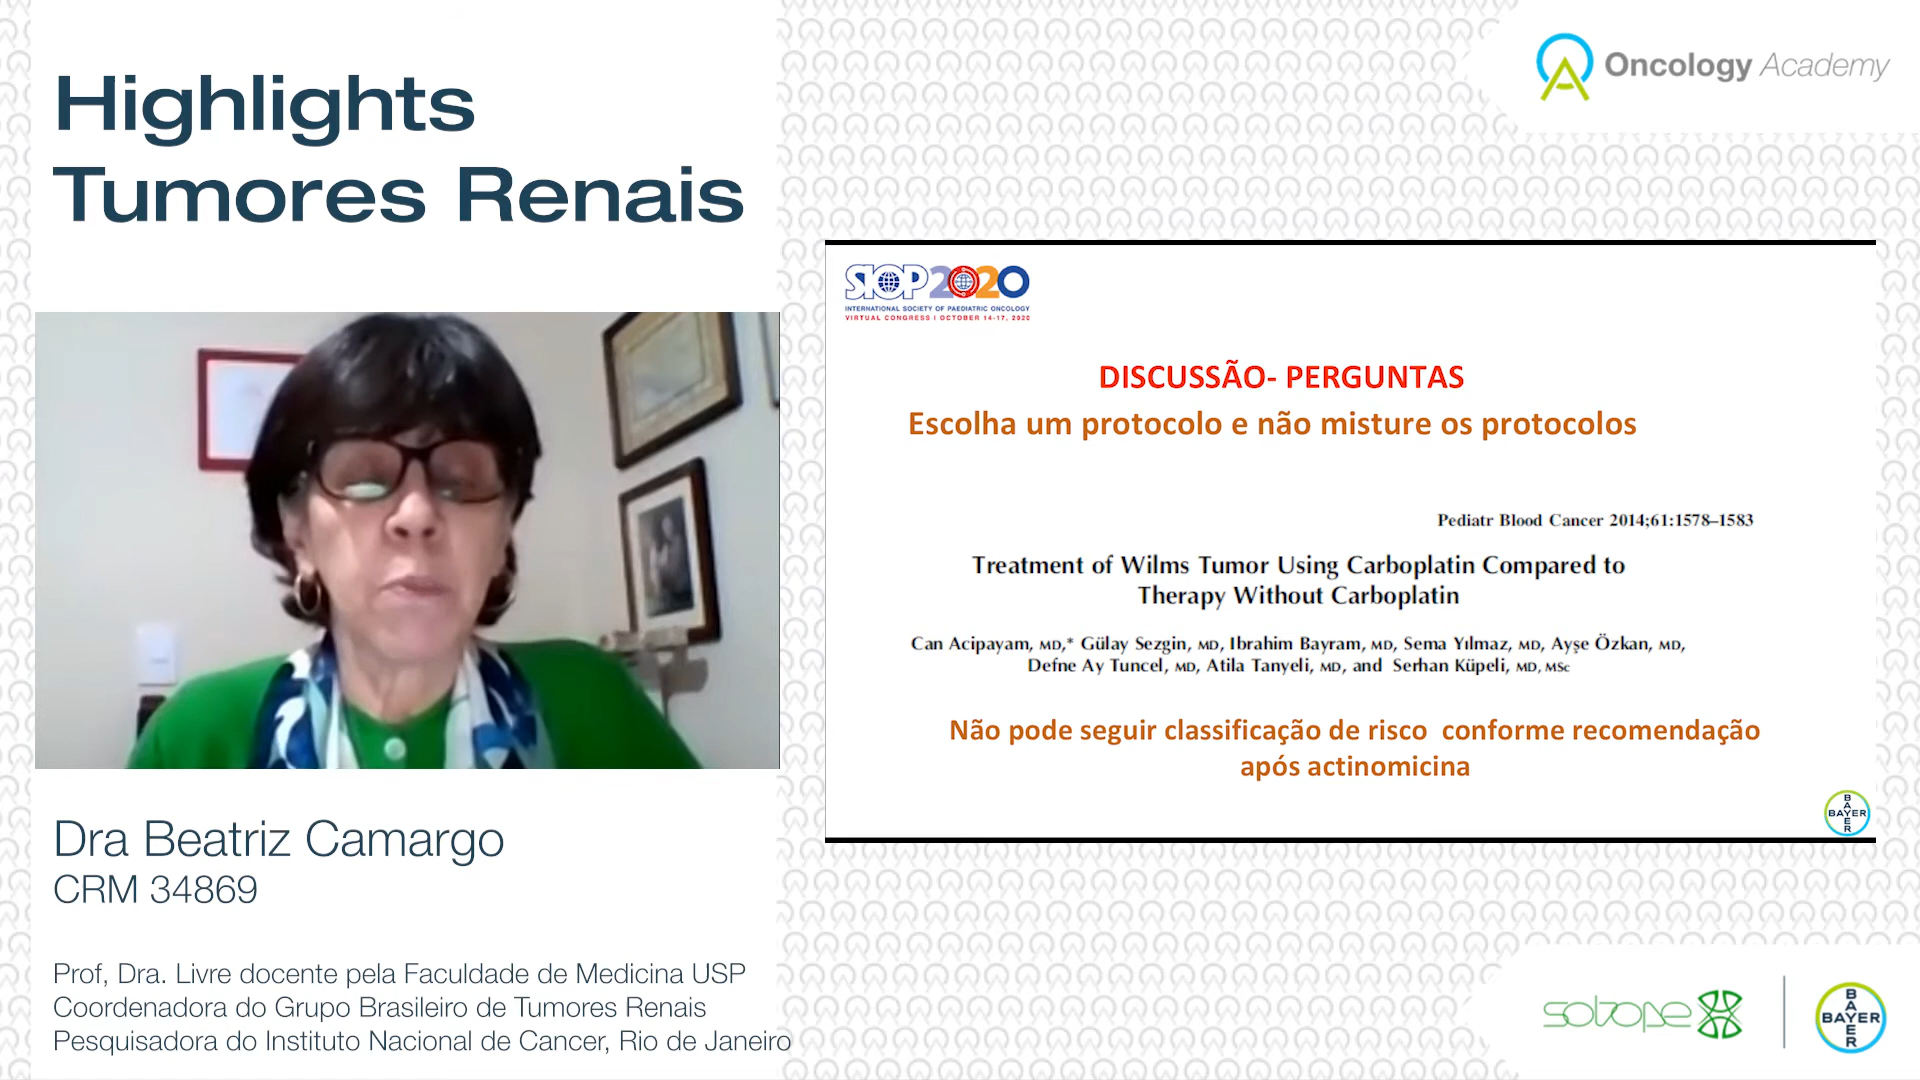 Highlights
Tumores Renais
Oncology Academy
SIOP 2020
INTERNATIONAL SOCIETY OF PAEDIATRIC ONCOLOGY
VIRTUAL CONGRESS | OCTOBER 14-17, 2020
DISCUSSÃO- PERGUNTAS
Escolha um protocolo e não misture os protocolos
Pediatr Blood Cancer 2014;61:1578–1583
Treatment of Wilms Tumor Using Carboplatin Compared to
Therapy Without Carboplatin
Can Acipayam, MD,* Gülay Sezgin, MD, Ibrahim Bayram, MD, Sema Yılmaz, MD, Ayşe Özkan, MD,
Defne Ay Tuncel, MD, Atila Tanyeli, MD, and Serhan Küpeli, MD, MSc
Não pode seguir classificação de risco conforme recomendação
após actinomicina
BAYER
BAYER
Dra Beatriz Camargo
CRM 34869
Prof, Dra. Livre docente pela Faculdade de Medicina USP
Coordenadora do Grupo Brasileiro de Tumores Renais
Pesquisadora do Instituto Nacional de Cancer, Rio de Janeiro
sobope
BAYER
BAYER